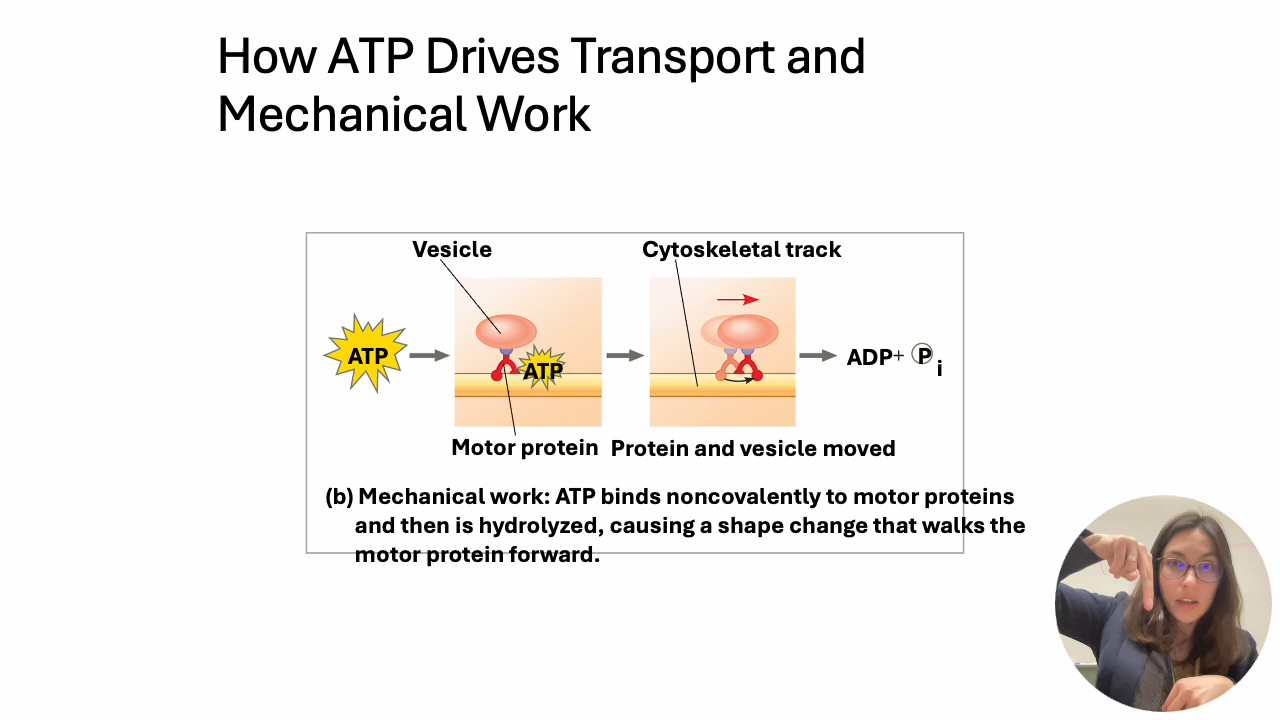 How ATP Drives Transport and
Mechanical Work
Vesicle
Cytoskeletal track
ATP
ATP
ADP+ P i
Motor protein
Protein and vesicle moved
(b) Mechanical work: ATP binds noncovalently to motor proteins
and then is hydrolyzed, causing a shape change that walks the
motor protein forward.